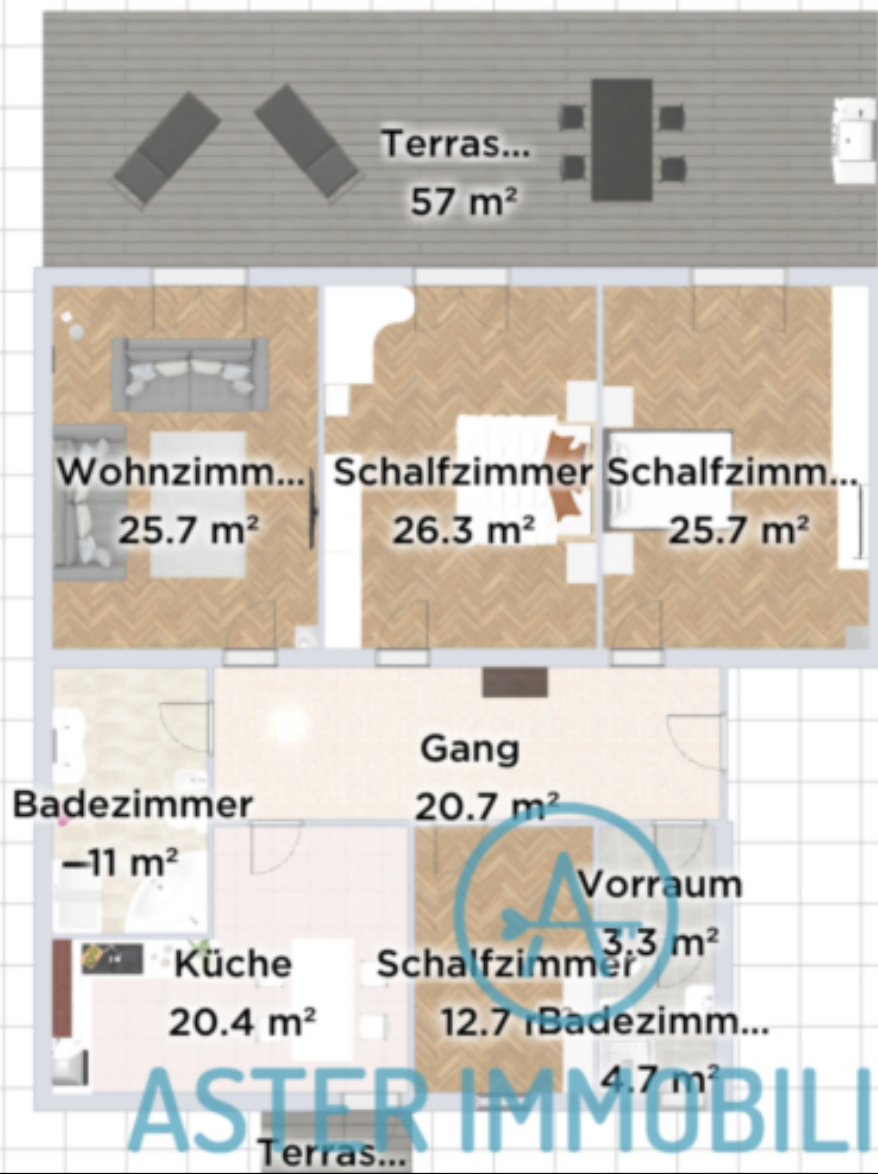 Terras...
57 m²
Wohnzimm...
25.7 m²
Schalfzimmer
26.3 m²
Schalfzimm...
25.7 m²
Gang
20.7 m²
Badezimmer
11 m²
Vorraum
3.3 m²
Küche
20.4 m²
Schalfzimmer
12.7 m²
Badezimm...
4.7 m²
ASTER IMMOBILI
Terras...